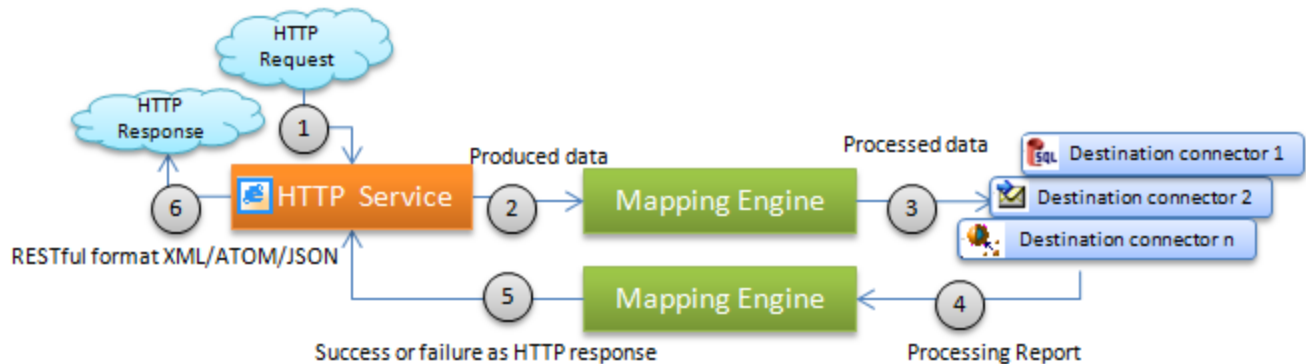 HTTP
Request
HTTP
Response
1
Produced data
Processed data
SQL
Destination connector 1
HTTP Service
2
Mapping Engine
3
Destination connector 2
6
RESTful format XML/ATOM/JSON
Destination connector n
5
Mapping Engine
4
Success or failure as HTTP response
Processing Report